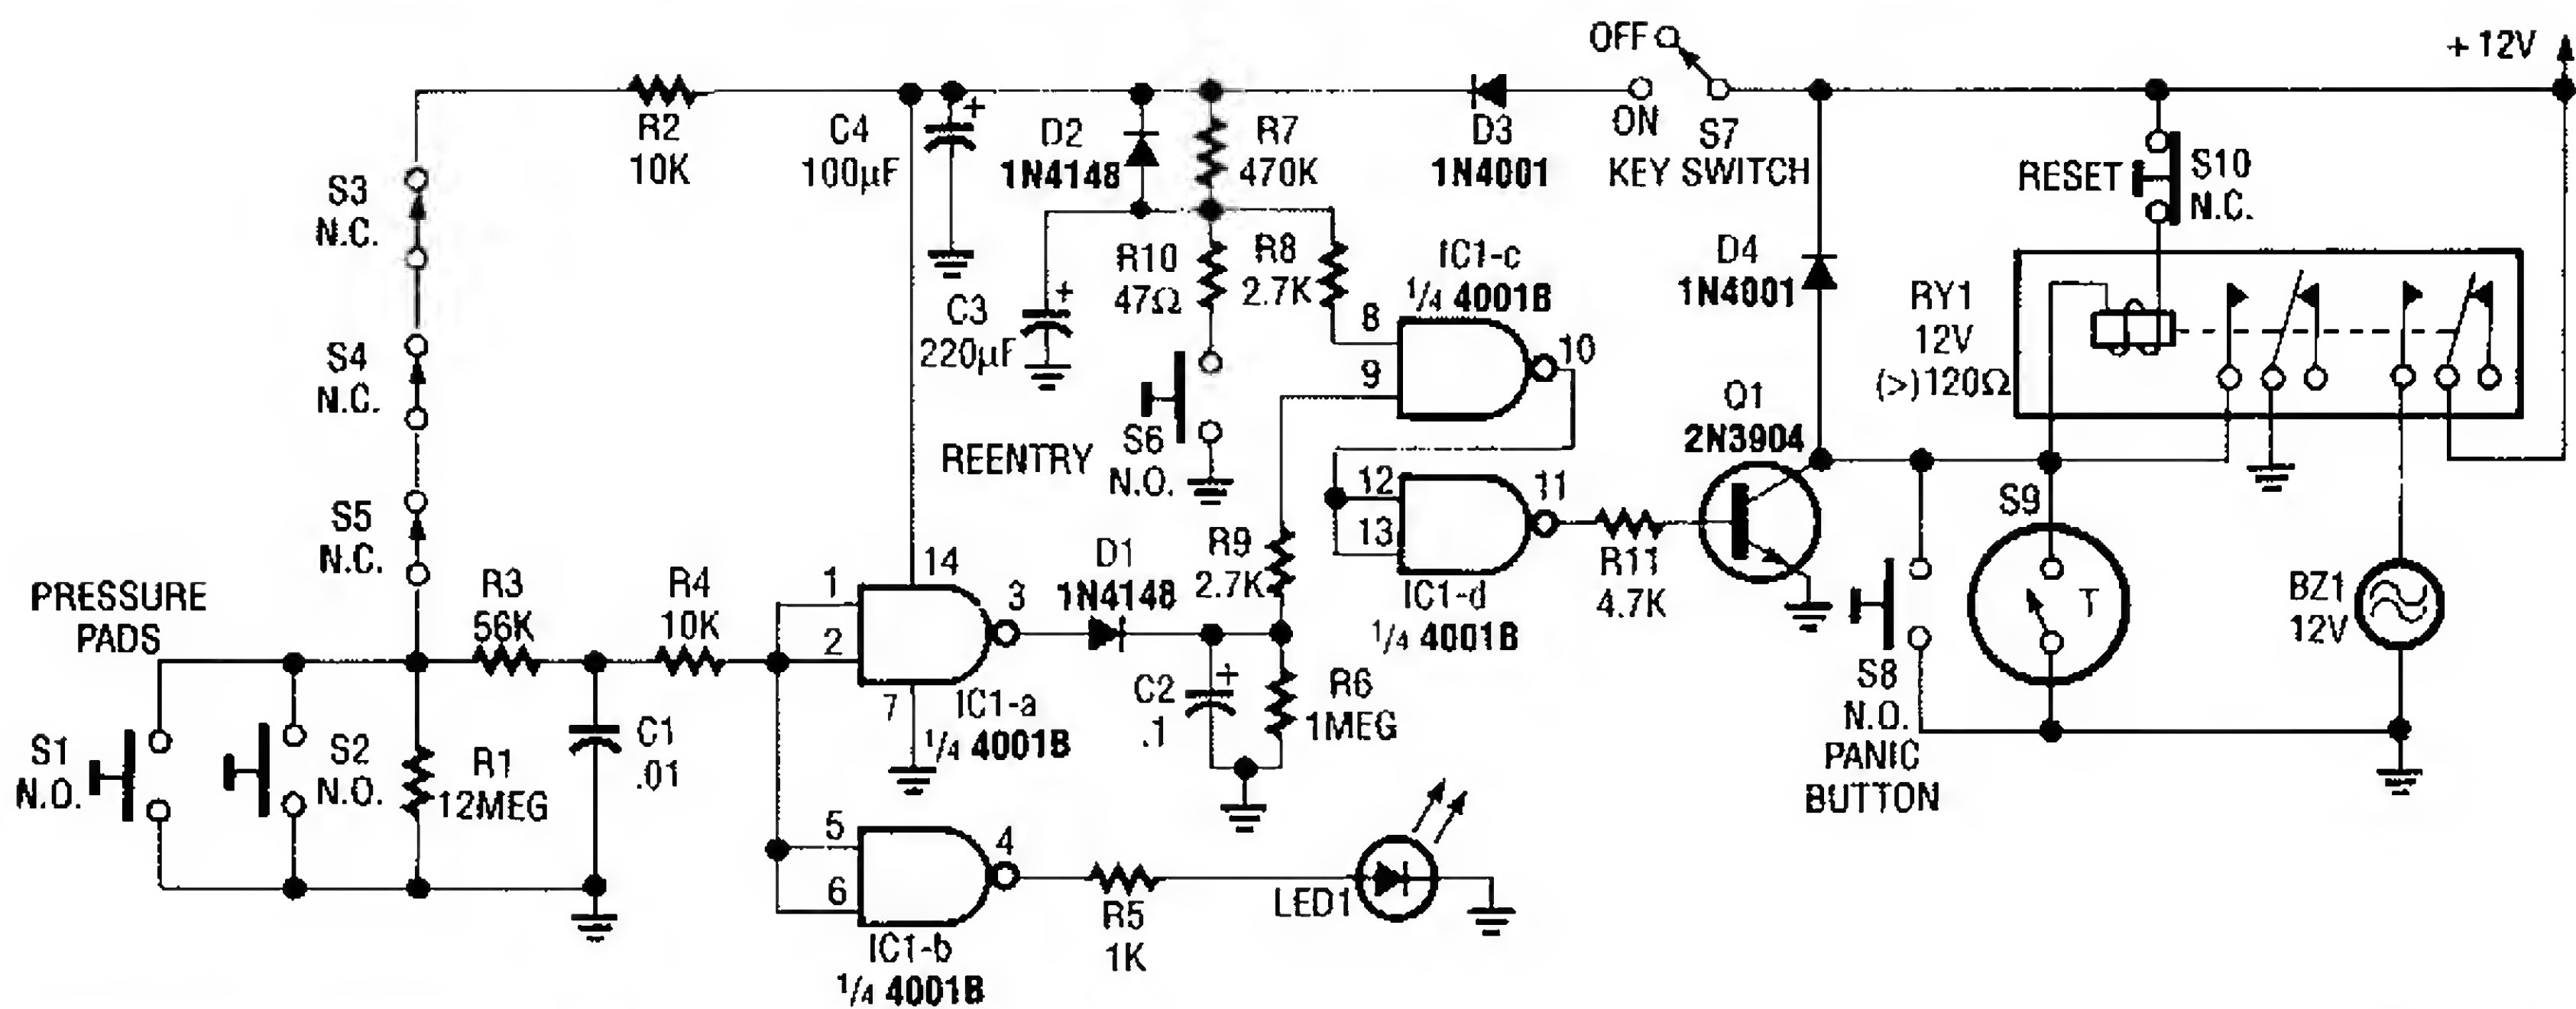 OFF
+ 12V
R2
10K
C4
100µF
+
D2
1N4148
R7
470K
D3
1N4001
ON
S7
KEY SWITCH
RESET
S10
N.C.
S3
N.C.
R10
47Ω
R8
2.7K
IC1-c
1/4 4001B
D4
1N4001
RY1
12V
(>)120Ω
C3
220µF
+
8
9
10
S4
N.C.
REENTRY
S6
N.O.
Q1
2N3904
12
13
11
S9
T
S5
N.C.
R9
2.7K
IC1-d
1/4 4001B
R11
4.7K
PRESSURE
PADS
R3
56K
R4
10K
1
2
14
3
7
D1
1N4148
IC1-a
1/4 4001B
BZ1
12V
S1
N.O.
S2
N.O.
R1
12MEG
C1
.01
C2
.1
+
R6
1MEG
S8
N.O.
PANIC
BUTTON
5
6
4
R5
1K
LED1
IC1-b
1/4 4001B